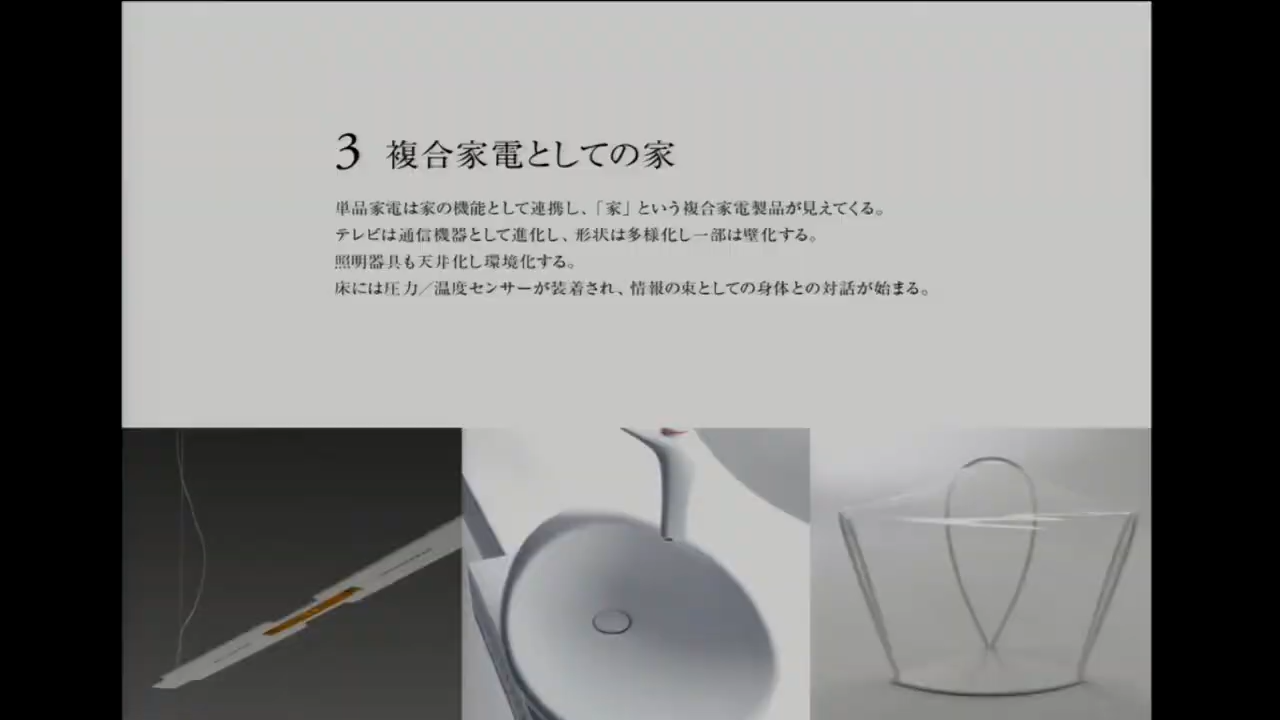 3 複合家電としての家
単品家電は家の機能として連携し、「家」という複合家電製品が見えてくる。
テレビは通信機器として進化し、形状は多様化し一部は壁化する。
照明器具も天井化し環境化する。
床には圧力／温度センサーが装着され、情報の束としての身体との対話が始まる。